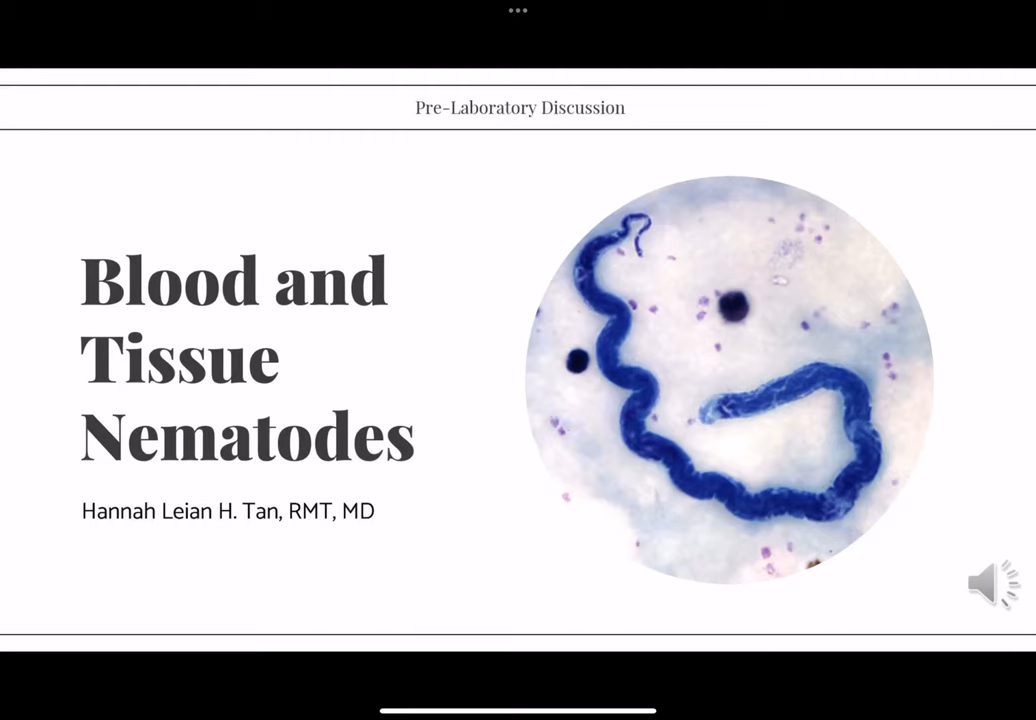 Pre-Laboratory Discussion
Blood and
Tissue
Nematodes
Hannah Leian H. Tan, RMT, MD